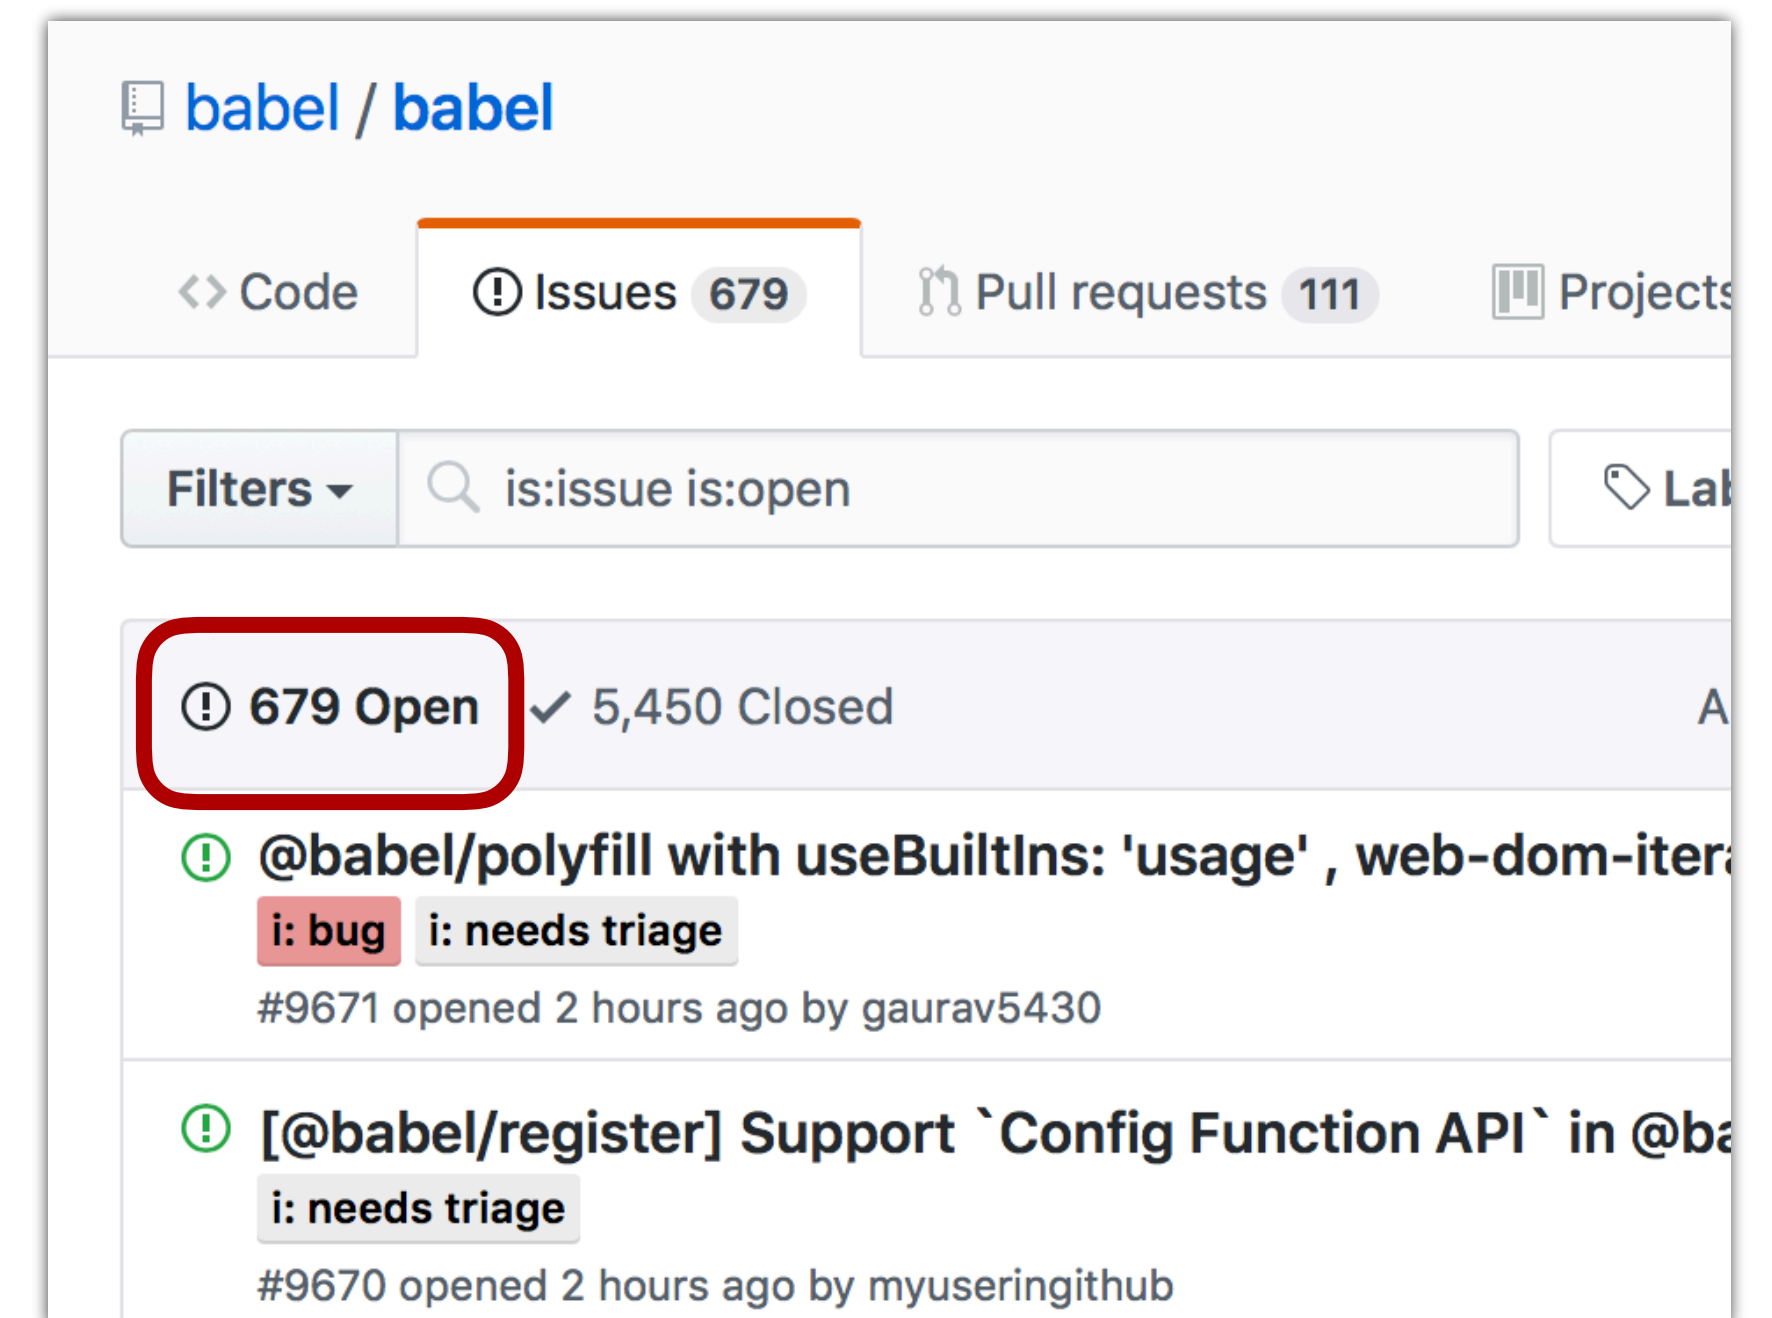 babel / babel
Code Issues 679 Pull requests 111 Projects
Filters is:issue is:open
679 Open 5,450 Closed
@babel/polyfill with useBuiltIns: 'usage' , web-dom-itera
i: bug i: needs triage
#9671 opened 2 hours ago by gaurav5430
[@babel/register] Support `Config Function API` in @ba
i: needs triage
#9670 opened 2 hours ago by myuseringithub